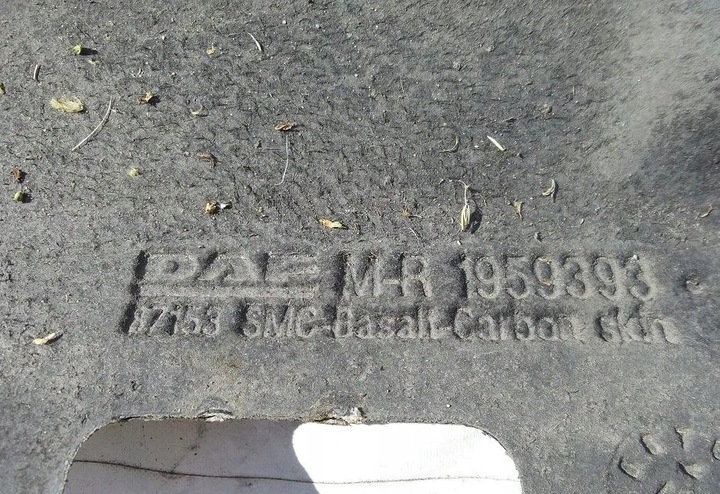 DAF M-R 1959393
37153 SMC-Basalt-Carbon skin